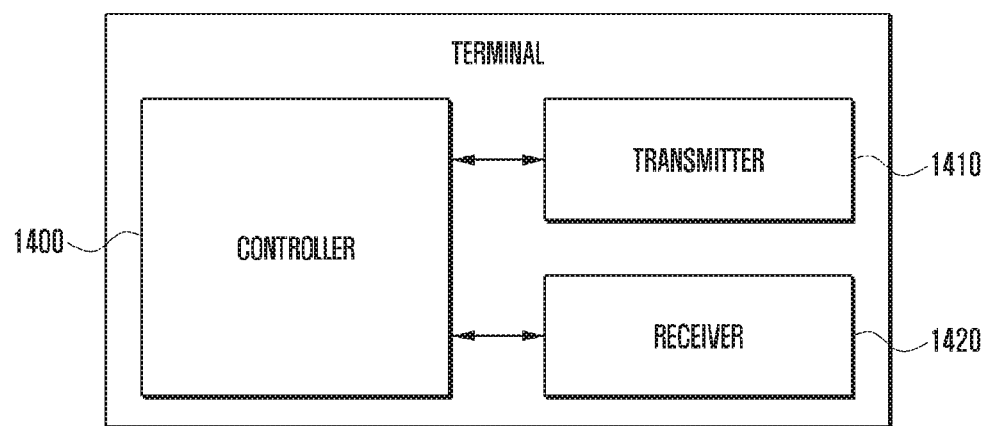 TERMINAL
TRANSMITTER
1410
1400
CONTROLLER
RECEIVER
1420